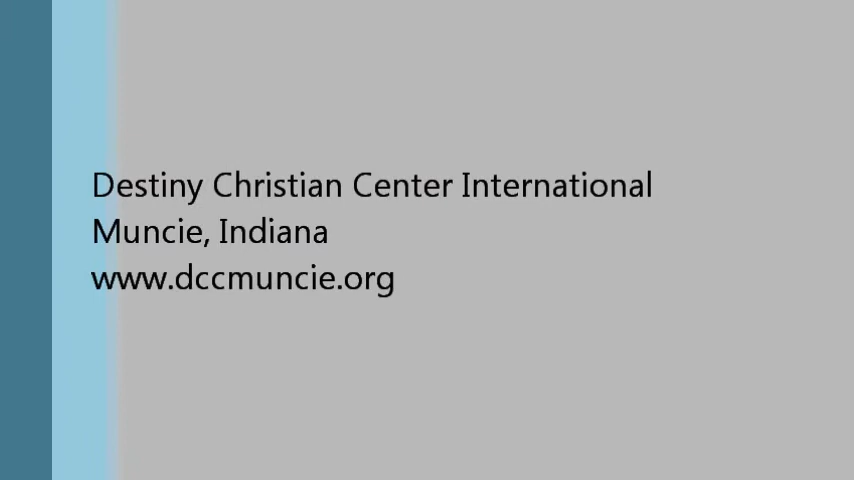 Destiny Christian Center International
Muncie, Indiana
www.dccmuncie.org